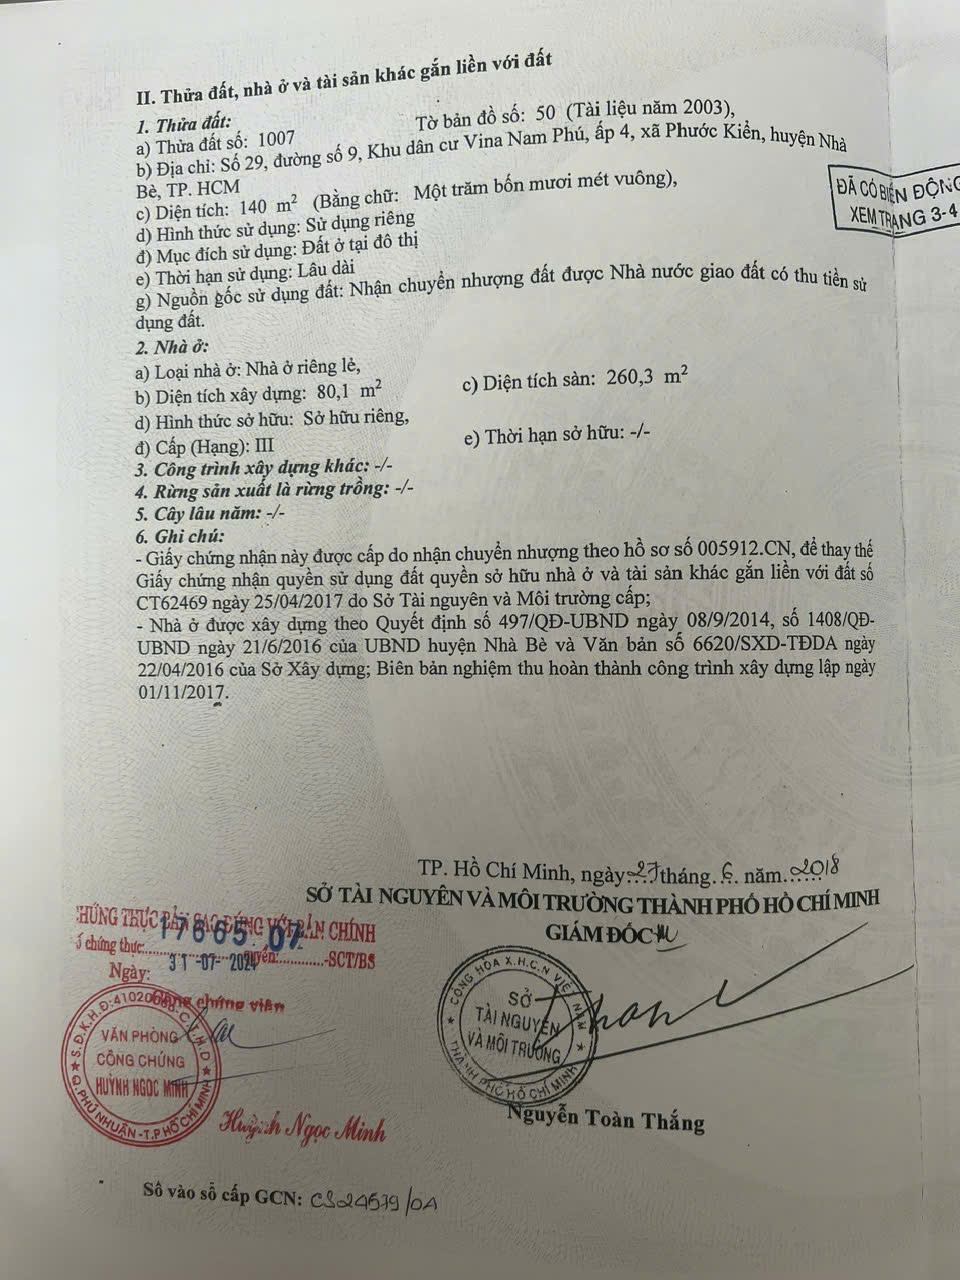 II. Thửa đất, nhà ở và tài sản khác gắn liền với đất
1. Thửa đất:
a) Thửa đất số: 1007 Tờ bản đồ số: 50 (Tài liệu năm 2003),
b) Địa chỉ: Số 29, đường số 9, Khu dân cư Vina Nam Phú, ấp 4, xã Phước Kiển, huyện Nhà
Bè, TP. HCM
ĐÃ CÓ BIẾN ĐỘNG
XEM TRANG 3-4
c) Diện tích: 140 m² (Bằng chữ: Một trăm bốn mươi mét vuông),
d) Hình thức sử dụng: Sử dụng riêng
đ) Mục đích sử dụng: Đất ở tại đô thị
e) Thời hạn sử dụng: Lâu dài
g) Nguồn gốc sử dụng đất: Nhận chuyển nhượng đất được Nhà nước giao đất có thu tiền sử
dụng đất.
2. Nhà ở:
a) Loại nhà ở: Nhà ở riêng lẻ,
b) Diện tích xây dựng: 80,1 m² c) Diện tích sàn: 260,3 m²
d) Hình thức sở hữu: Sở hữu riêng,
đ) Cấp (Hạng): III e) Thời hạn sở hữu: -/-
3. Công trình xây dựng khác: -/-
4. Rừng sản xuất là rừng trồng: -/-
5. Cây lâu năm: -/-
6. Ghi chú:
- Giấy chứng nhận này được cấp do nhận chuyển nhượng theo hồ sơ số 005912.CN, để thay thế
Giấy chứng nhận quyền sử dụng đất quyền sở hữu nhà ở và tài sản khác gắn liền với đất số
CT62469 ngày 25/04/2017 do Sở Tài nguyên và Môi trường cấp;
- Nhà ở được xây dựng theo Quyết định số 497/QĐ-UBND ngày 08/9/2014, số 1408/QĐ-
UBND ngày 21/6/2016 của UBND huyện Nhà Bè và Văn bản số 6620/SXD-TĐDA ngày
22/04/2016 của Sở Xây dựng; Biên bản nghiệm thu hoàn thành công trình xây dựng lập ngày
01/11/2017.
TP. Hồ Chí Minh, ngày 27 tháng 6 năm 2018
SỞ TÀI NGUYÊN VÀ MÔI TRƯỜNG THÀNH PHỐ HỒ CHÍ MINH
GIÁM ĐỐC
CHỨNG THỰC BẢN SAO ĐÚNG VỚI BẢN CHÍNH
Số chứng thực: 17665 Quyển: 07 -SCT/BS
Ngày: 31-07-2024
Công chứng viên
VĂN PHÒNG
CÔNG CHỨNG
HUỲNH NGỌC MINH
Q.PHÚ NHUẬN-T.P HỒ CHÍ MINH
Huỳnh Ngọc Minh
CỘNG HÒA X.H.C.N VIỆT NAM
SỞ
TÀI NGUYÊN
VÀ MÔI TRƯỜNG
THÀNH PHỐ HỒ CHÍ MINH
Nguyễn Toàn Thắng
Số vào sổ cấp GCN: CS24579/DA